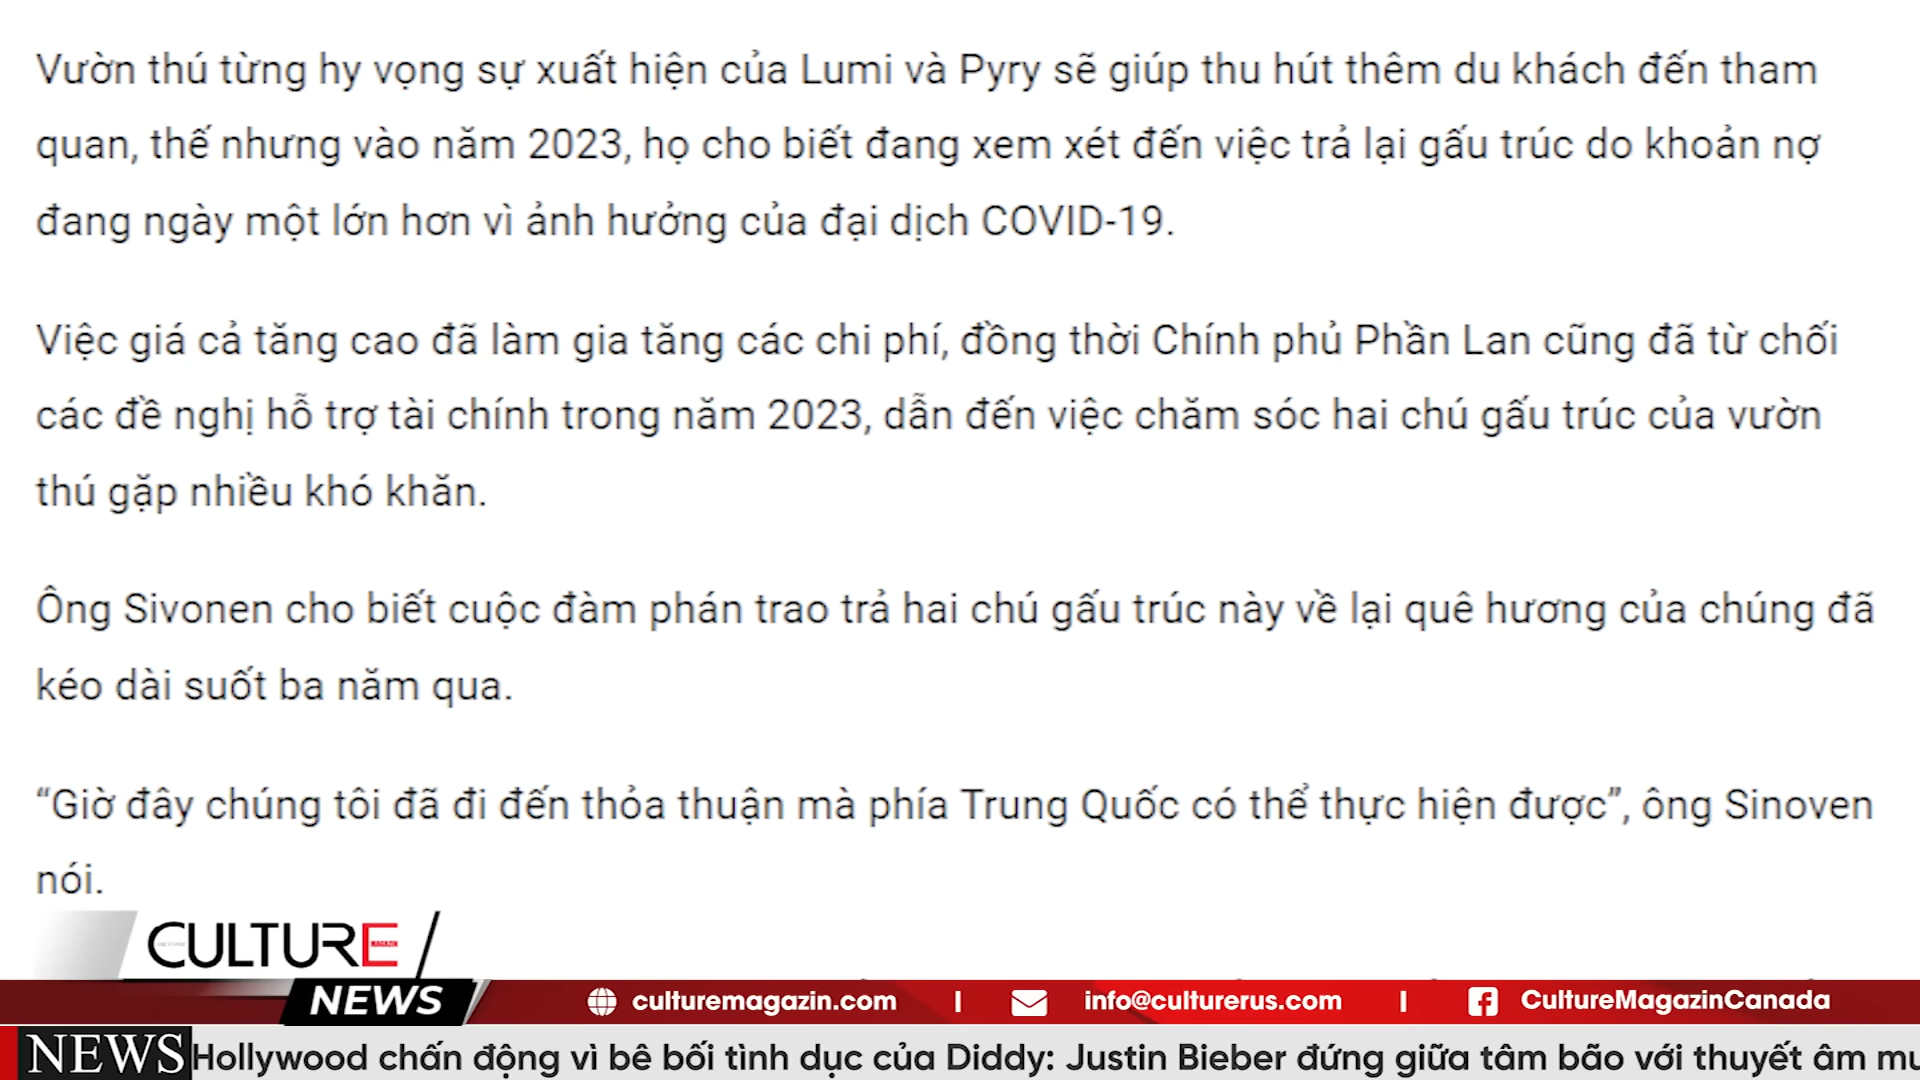 Vườn thú từng hy vọng sự xuất hiện của Lumi và Pyry sẽ giúp thu hút thêm du khách đến tham
quan, thế nhưng vào năm 2023, họ cho biết đang xem xét đến việc trả lại gấu trúc do khoản nợ
đang ngày một lớn hơn vì ảnh hưởng của đại dịch COVID-19.
Việc giá cả tăng cao đã làm gia tăng các chi phí, đồng thời Chính phủ Phần Lan cũng đã từ chối
các đề nghị hỗ trợ tài chính trong năm 2023, dẫn đến việc chăm sóc hai chú gấu trúc của vườn
thú gặp nhiều khó khăn.
Ông Sivonen cho biết cuộc đàm phán trao trả hai chú gấu trúc này về lại quê hương của chúng đã
kéo dài suốt ba năm qua.
“Giờ đây chúng tôi đã đi đến thỏa thuận mà phía Trung Quốc có thể thực hiện được”, ông Sinoven
nói.
CULTURE
MAGAZIN
NEWS
culturemagazin.com | info@culturerus.com | CultureMagazinCanada
NEWS Hollywood chấn động vì bê bối tình dục của Diddy: Justin Bieber đứng giữa tâm bão với thuyết âm